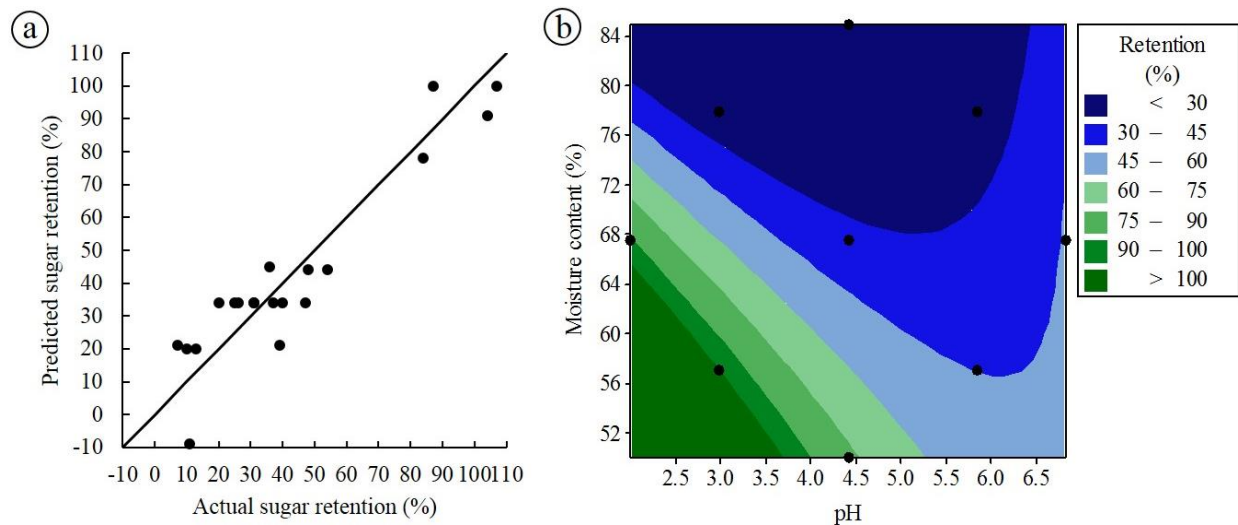 a
110
100
90
80
70
60
50
40
30
20
10
0
-10
Predicted sugar retention (%)
-10 0 10 20 30 40 50 60 70 80 90 100 110
Actual sugar retention (%)
b
84
80
76
72
68
64
60
56
52
Moisture content (%)
2.5 3.0 3.5 4.0 4.5 5.0 5.5 6.0 6.5
pH
Retention
(%)
< 30
30 – 45
45 – 60
60 – 75
75 – 90
90 – 100
> 100